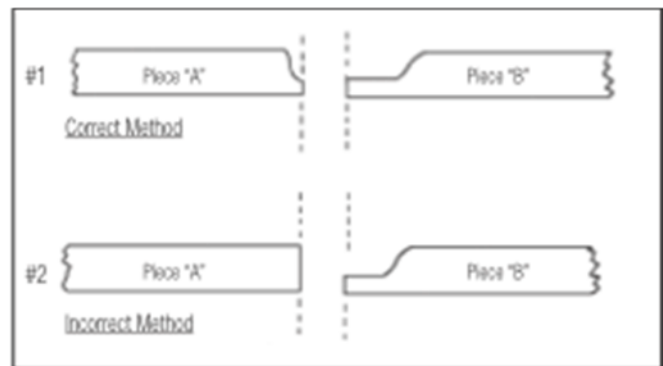 #1 Piece "A" Piece "B"
Correct Method
#2 Piece "A" Piece "B"
Incorrect Method